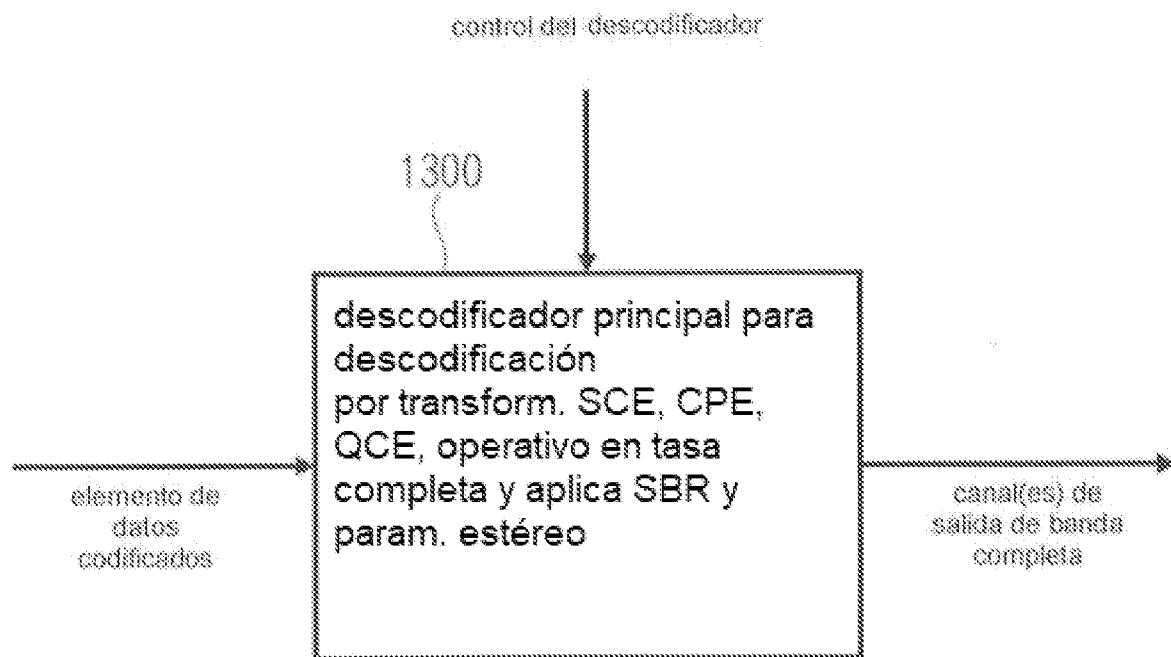 control del descodificador
1300
descodificador principal para
descodificación
por transform. SCE, CPE,
QCE, operativo en tasa
completa y aplica SBR y
param. estéreo
elemento de
datos
codificados
canal(es) de
salida de banda
completa